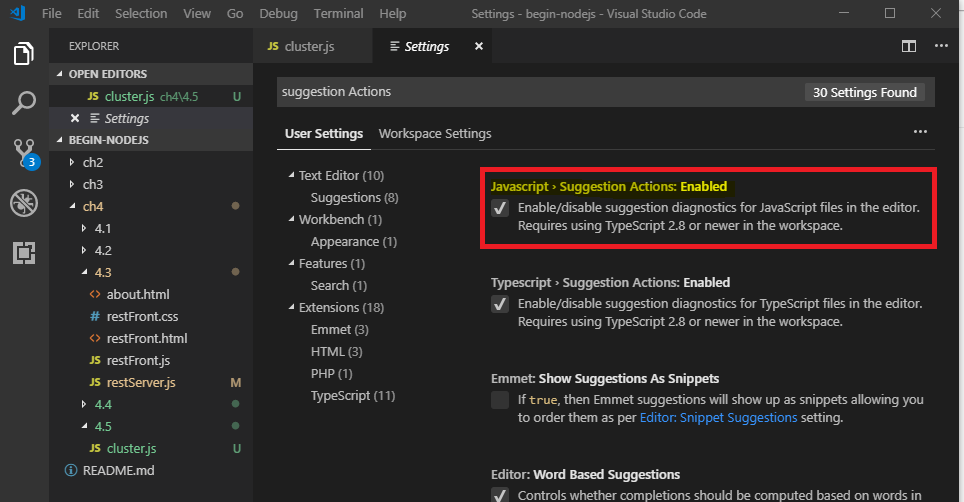 File Edit Selection View Go Debug Terminal Help Settings - begin-nodejs - Visual Studio Code
EXPLORER
OPEN EDITORS
JS cluster.js ch4\4.5 U
Settings
BEGIN-NODEJS
ch2
ch3
ch4
4.1
4.2
4.3
<> about.html
# restFront.css
<> restFront.html
JS restFront.js
JS restServer.js M
4.4
4.5
JS cluster.js U
README.md
3
JS cluster.js
Settings
suggestion Actions 30 Settings Found
User Settings Workspace Settings
Text Editor (10)
Suggestions (8)
Workbench (1)
Appearance (1)
Features (1)
Search (1)
Extensions (18)
Emmet (3)
HTML (3)
PHP (1)
TypeScript (11)
Javascript › Suggestion Actions: Enabled
Enable/disable suggestion diagnostics for JavaScript files in the editor.
Requires using TypeScript 2.8 or newer in the workspace.
Typescript › Suggestion Actions: Enabled
Enable/disable suggestion diagnostics for TypeScript files in the editor.
Requires using TypeScript 2.8 or newer in the workspace.
Emmet: Show Suggestions As Snippets
If true, then Emmet suggestions will show up as snippets allowing you
to order them as per Editor: Snippet Suggestions setting.
Editor: Word Based Suggestions
Controls whether completions should be computed based on words in